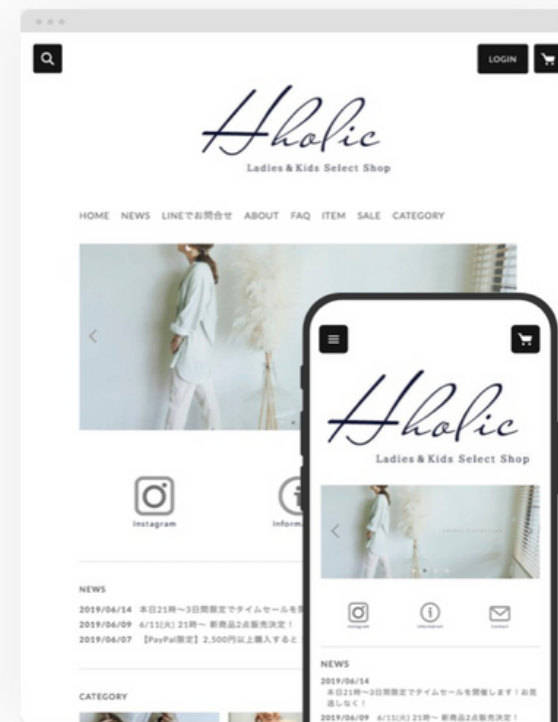 LOGIN
Hholic
Ladies & Kids Select Shop
HOME NEWS LINEでお問合せ ABOUT FAQ ITEM SALE CATEGORY
Instagram
NEWS
2019/06/14 本日21時〜3日間限定でタイムセールを
2019/06/09 6/11(火) 21時〜 新商品2点販売決定！
2019/06/07 【PayPal限定】2,500円以上購入すると
CATEGORY
Hholic
Ladies & Kids Select Shop
Instagram
Information
Contact
NEWS
2019/06/14
本日21時〜3日間限定でタイムセールを開催します！お見
逃しなく！
2019/06/09 6/11(火) 21時〜 新商品2点販売決定！